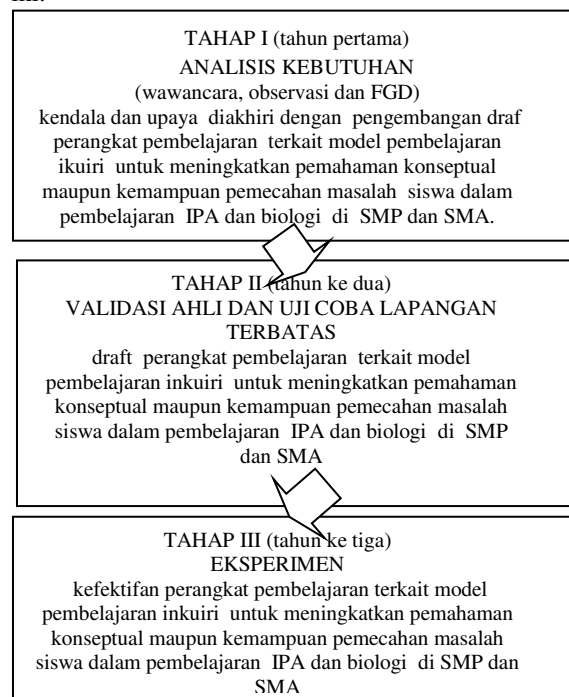 TAHAP I (tahun pertama)
ANALISIS KEBUTUHAN
(wawancara, observasi dan FGD)
kendala dan upaya diakhiri dengan pengembangan draf
perangkat pembelajaran terkait model pembelajaran
ikuiri untuk meningkatkan pemahaman konseptual
maupun kemampuan pemecahan masalah siswa dalam
pembelajaran IPA dan biologi di SMP dan SMA.
TAHAP II (tahun ke dua)
VALIDASI AHLI DAN UJI COBA LAPANGAN
TERBATAS
draft perangkat pembelajaran terkait model
pembelajaran inkuiri untuk meningkatkan pemahaman
konseptual maupun kemampuan pemecahan masalah
siswa dalam pembelajaran IPA dan biologi di SMP
dan SMA
TAHAP III (tahun ke tiga)
EKSPERIMEN
kefektifan perangkat pembelajaran terkait model
pembelajaran inkuiri untuk meningkatkan pemahaman
konseptual maupun kemampuan pemecahan masalah
siswa dalam pembelajaran IPA dan biologi di SMP dan
SMA